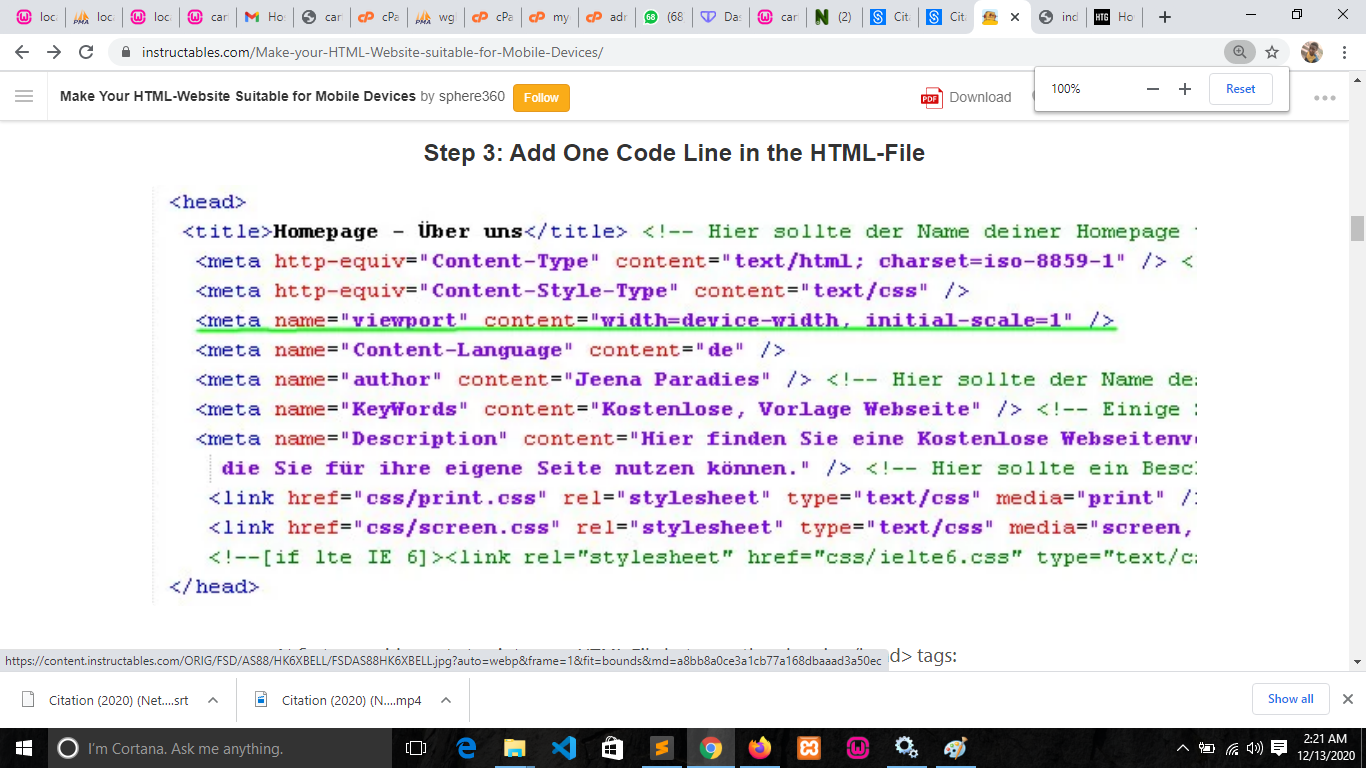 loc
loc
loc
car
Ho
car
cPa
wg
cPa
my
adr
(68
Da
car
(2)
Cit
Cit
ind
Ho
instructables.com/Make-your-HTML-Website-suitable-for-Mobile-Devices/
Make Your HTML-Website Suitable for Mobile Devices by sphere360
Follow
PDF
Download
100%
Reset
Step 3: Add One Code Line in the HTML-File
<head>
<title>Homepage - Über uns</title> <!-- Hier sollte der Name deiner Homepage
<meta http-equiv="Content-Type" content="text/html; charset=iso-8859-1" /> <
<meta http-equiv="Content-Style-Type" content="text/css" />
<meta name="viewport" content="width=device-width, initial-scale=1" />
<meta name="Content-Language" content="de" />
<meta name="author" content="Jeena Paradies" /> <!-- Hier sollte der Name de
<meta name="KeyWords" content="Kostenlose, Vorlage Webseite" /> <!-- Einige
<meta name="Description" content="Hier finden Sie eine Kostenlose Webseitenv
die Sie für ihre eigene Seite nutzen können." /> <!-- Hier sollte ein Besc
<link href="css/print.css" rel="stylesheet" type="text/css" media="print" /
<link href="css/screen.css" rel="stylesheet" type="text/css" media="screen,
<!--[if lte IE 6]><link rel="stylesheet" href="css/ielte6.css" type="text/c
</head>
d> tags:
https://content.instructables.com/ORIG/FSD/AS88/HK6XBELL/FSDAS88HK6XBELL.jpg?auto=webp&frame=1&fit=bounds&md=a8bb8a0ce3a1cb77a168dbaaad3a50ec
Citation (2020) (Net....srt
Citation (2020) (N....mp4
Show all
I'm Cortana. Ask me anything.
2:21 AM
12/13/2020